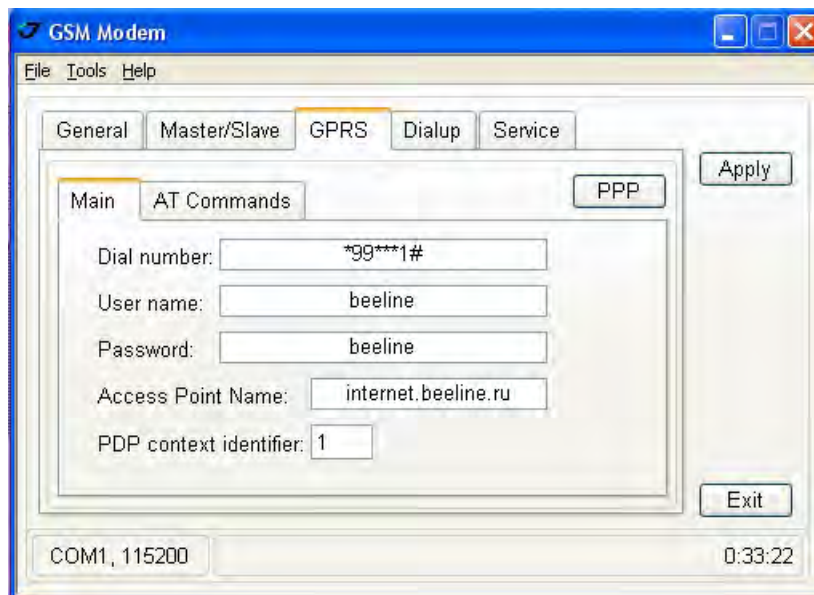 GSM Modem
File Tools Help
General Master/Slave GPRS Dialup Service
Apply
Main AT Commands PPP
Dial number: *99***1#
User name: beeline
Password: beeline
Access Point Name: internet.beeline.ru
PDP context identifier: 1
Exit
COM1, 115200 0:33:22